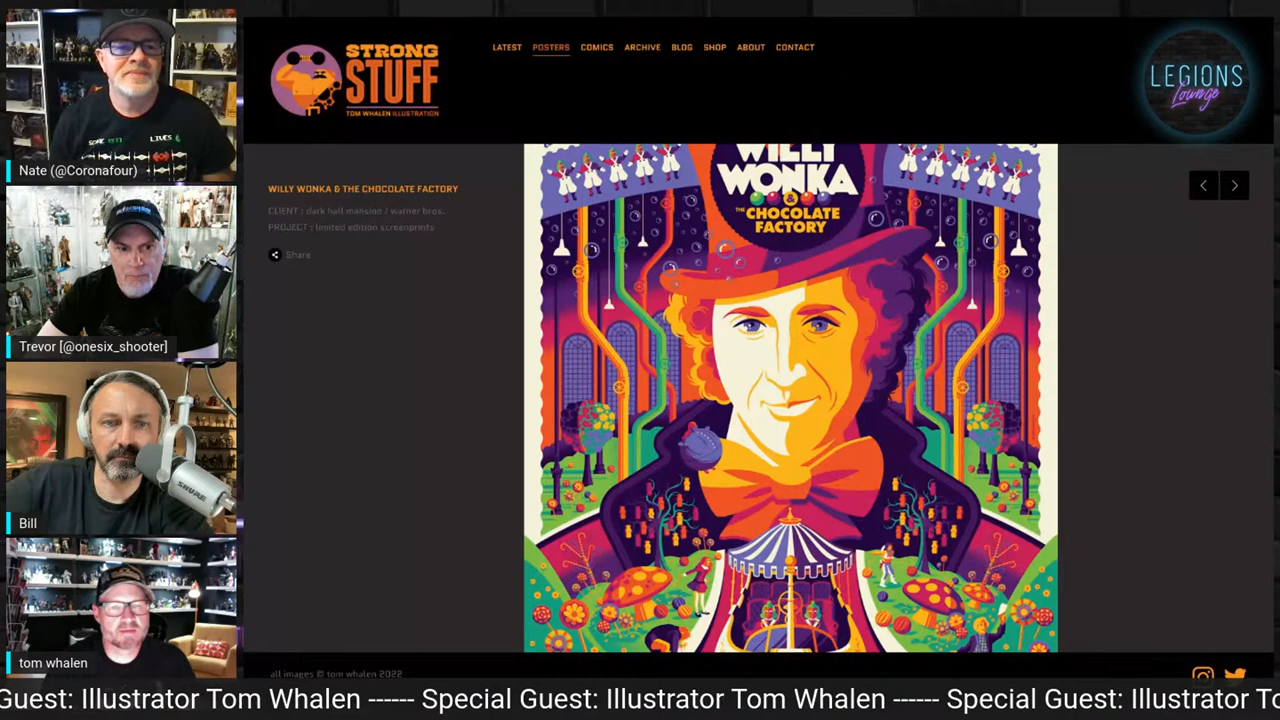 SOME LIVES
Nate (@Coronafour)
Trevor [@onesix_shooter]
SHURE
Bill
tom whalen
STRONG
STUFF
TOM WHALEN ILLUSTRATION
LATEST POSTERS COMICS ARCHIVE BLOG SHOP ABOUT CONTACT
LEGIONS
Lounge
WILLY WONKA & THE CHOCOLATE FACTORY
CLIENT : dark hall mansion / warner bros.
PROJECT : limited edition screenprints
Share
WILLY
WONKA
&
THE CHOCOLATE
FACTORY
all images © tom whalen 2022
Guest: Illustrator Tom Whalen ------ Special Guest: Illustrator Tom Whalen ------ Special Guest: Illustrator To